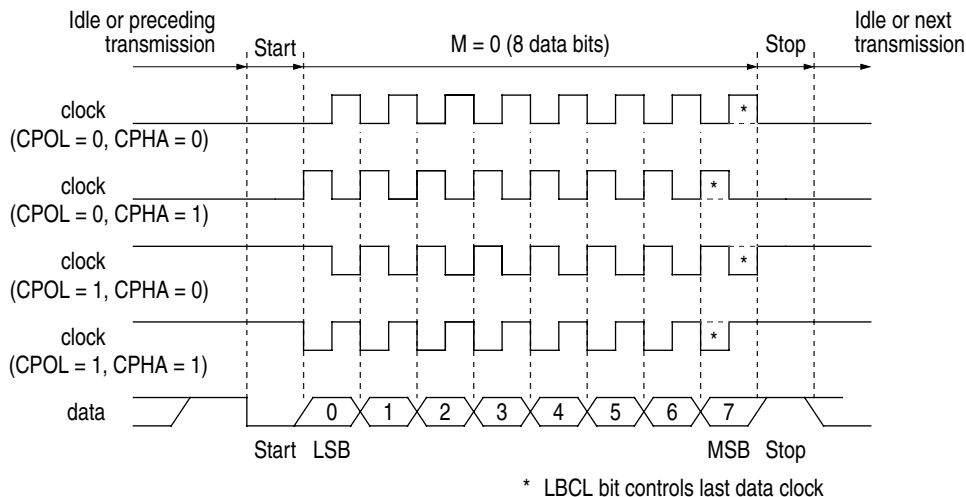 Idle or preceding
transmission
Start
M = 0 (8 data bits)
Stop
Idle or next
transmission
clock
(CPOL = 0, CPHA = 0)
*
clock
(CPOL = 0, CPHA = 1)
*
clock
(CPOL = 1, CPHA = 0)
*
clock
(CPOL = 1, CPHA = 1)
*
data
0 1 2 3 4 5 6 7
Start LSB MSB Stop
* LBCL bit controls last data clock